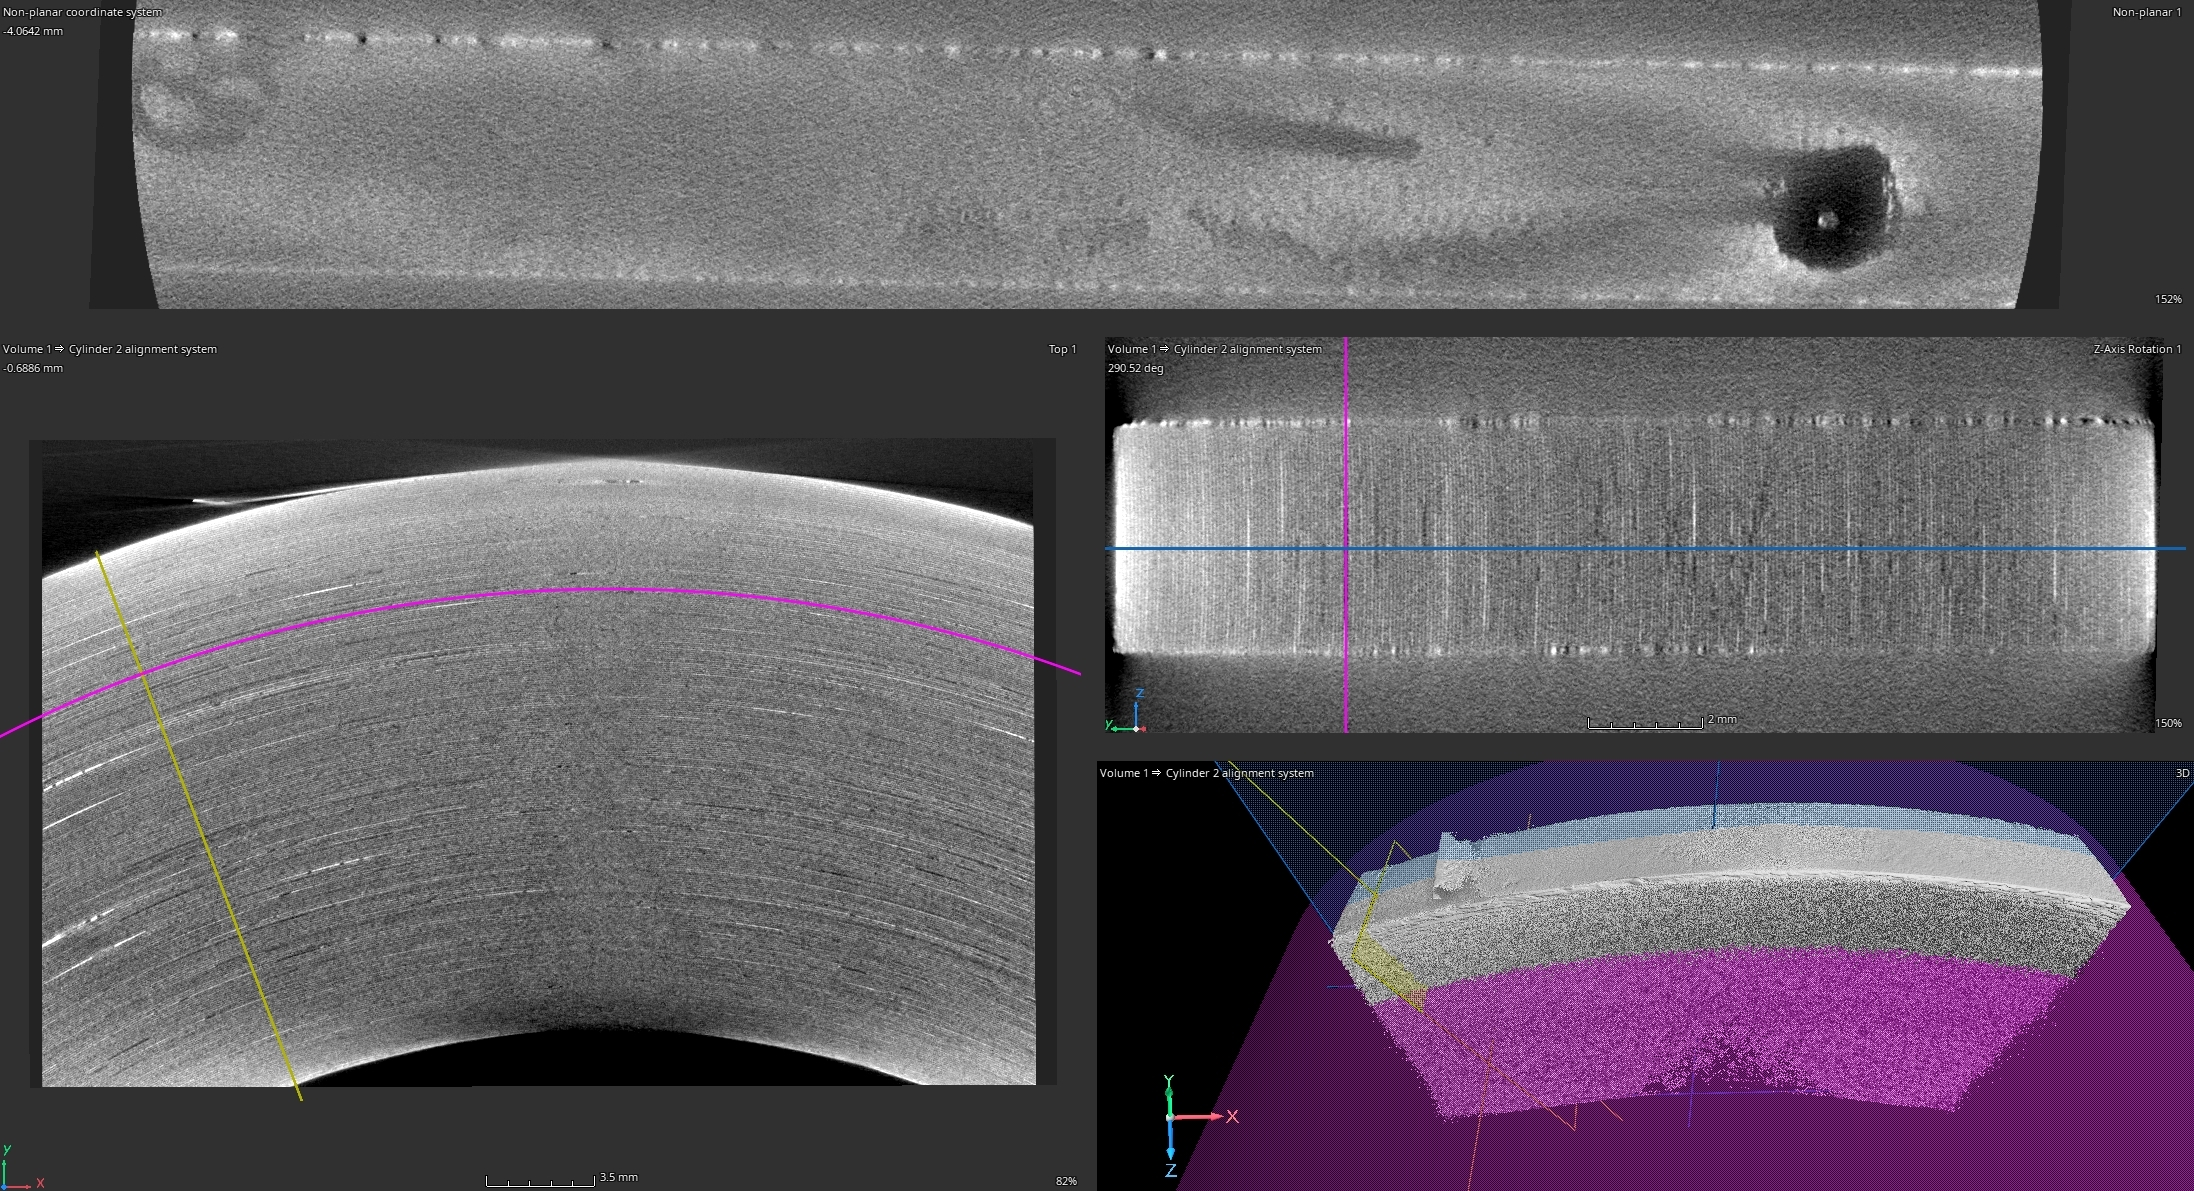 Non-planar coordinate system
Non-planar 1
-4.0642 mm
152%
Volume 1 ⇒ Cylinder 2 alignment system
Top 1
-0.6886 mm
y
x
3.5 mm
82%
Volume 1 ⇒ Cylinder 2 alignment system
Z-Axis Rotation 1
290.52 deg
z
y
2 mm
150%
Volume 1 ⇒ Cylinder 2 alignment system
3D
Y
X
Z